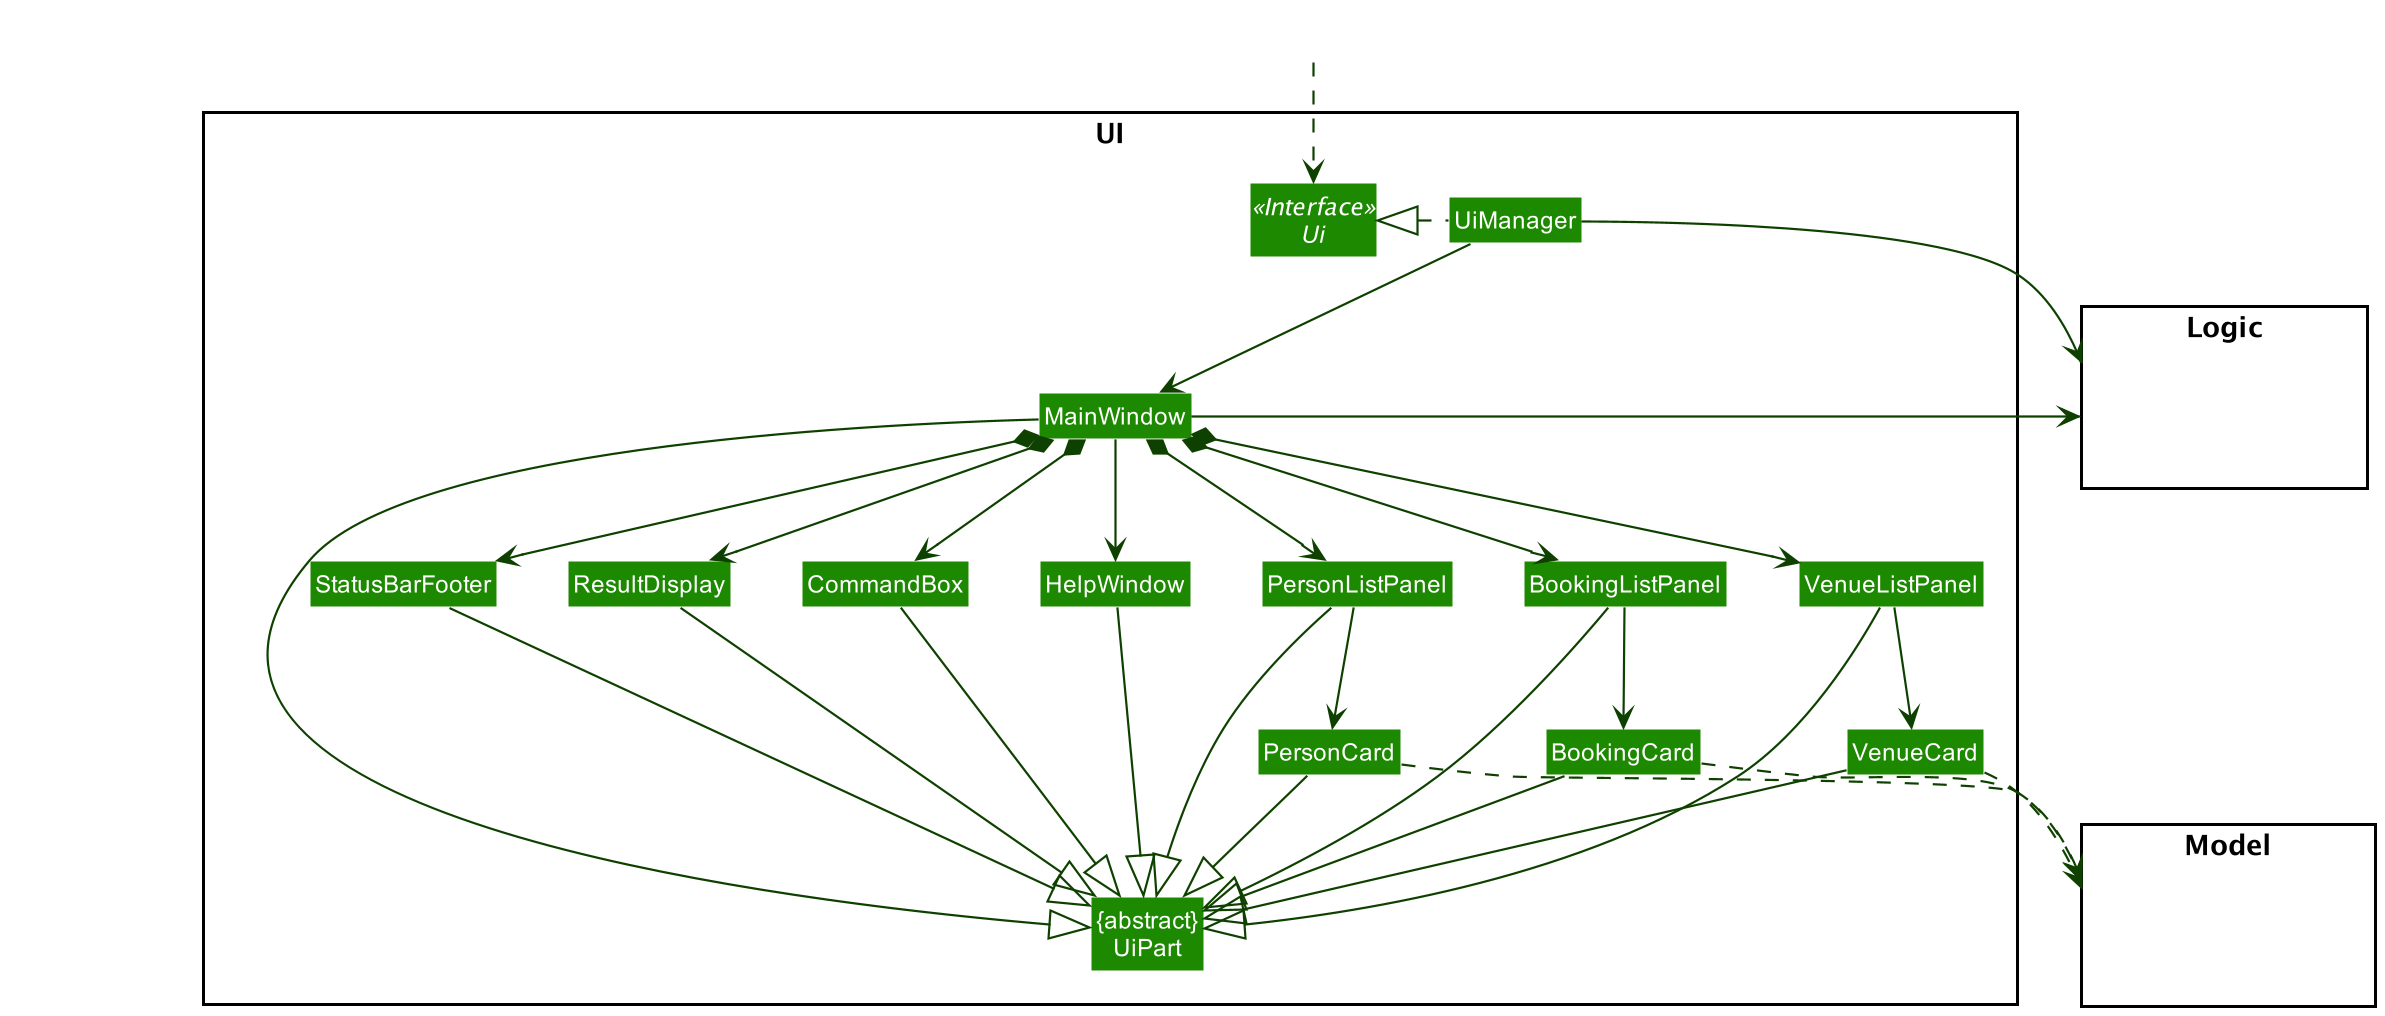 UI
«Interface»
Ui
UiManager
Logic
MainWindow
StatusBarFooter
ResultDisplay
CommandBox
HelpWindow
PersonListPanel
BookingListPanel
VenueListPanel
PersonCard
BookingCard
VenueCard
Model
{abstract}
UiPart